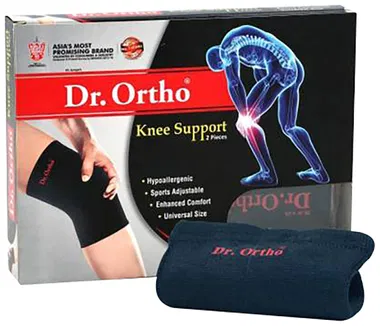 ASIA'S MOST
PROMISING BRAND
Dr. Ortho®
Knee Support
2 Pieces
• Hypoallergenic
• Sports Adjustable
• Enhanced Comfort
• Universal Size
Dr. Ortho
Dr. Orth
Dr. Ortho